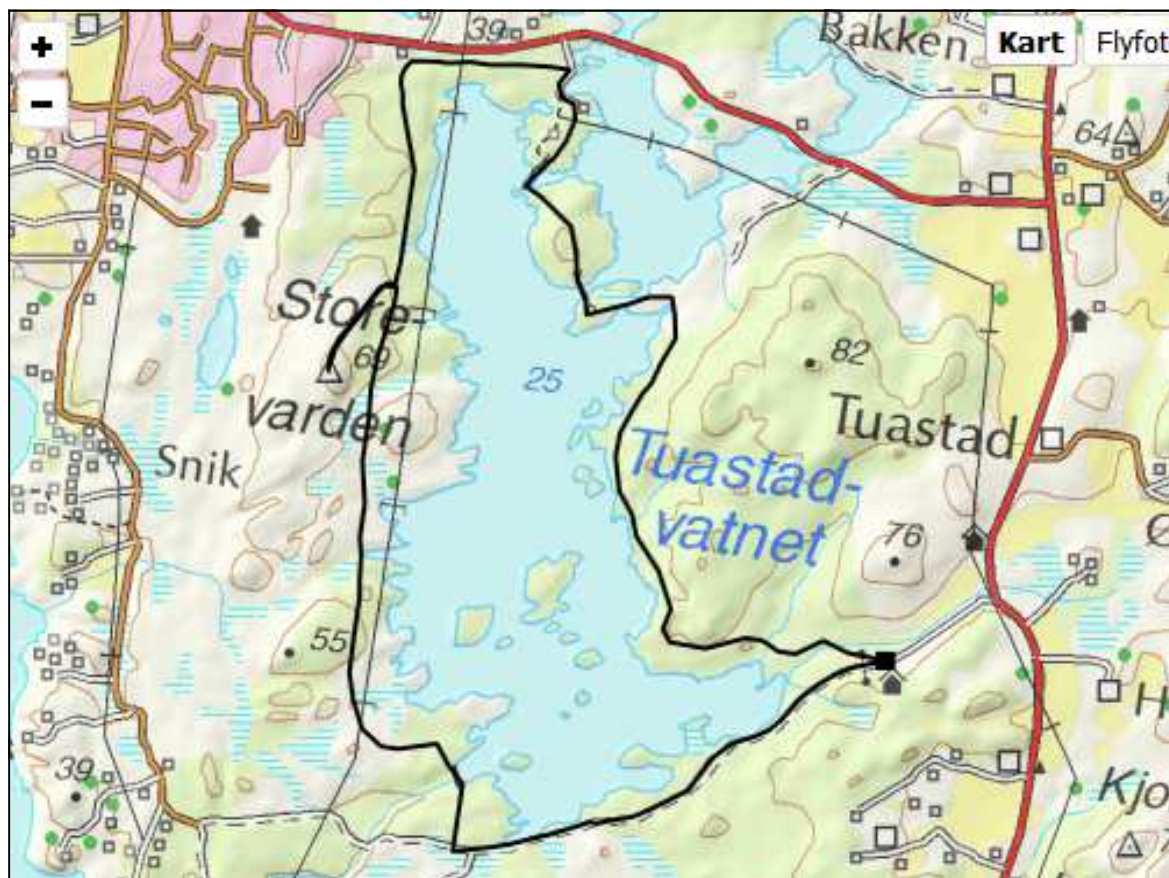 +
−
39
Bakken
Kart
Flyfot
64
Store-
69
varden
25
82
Tuastad
Tuastad-
vatnet
Snik
76
55
39
Kjo